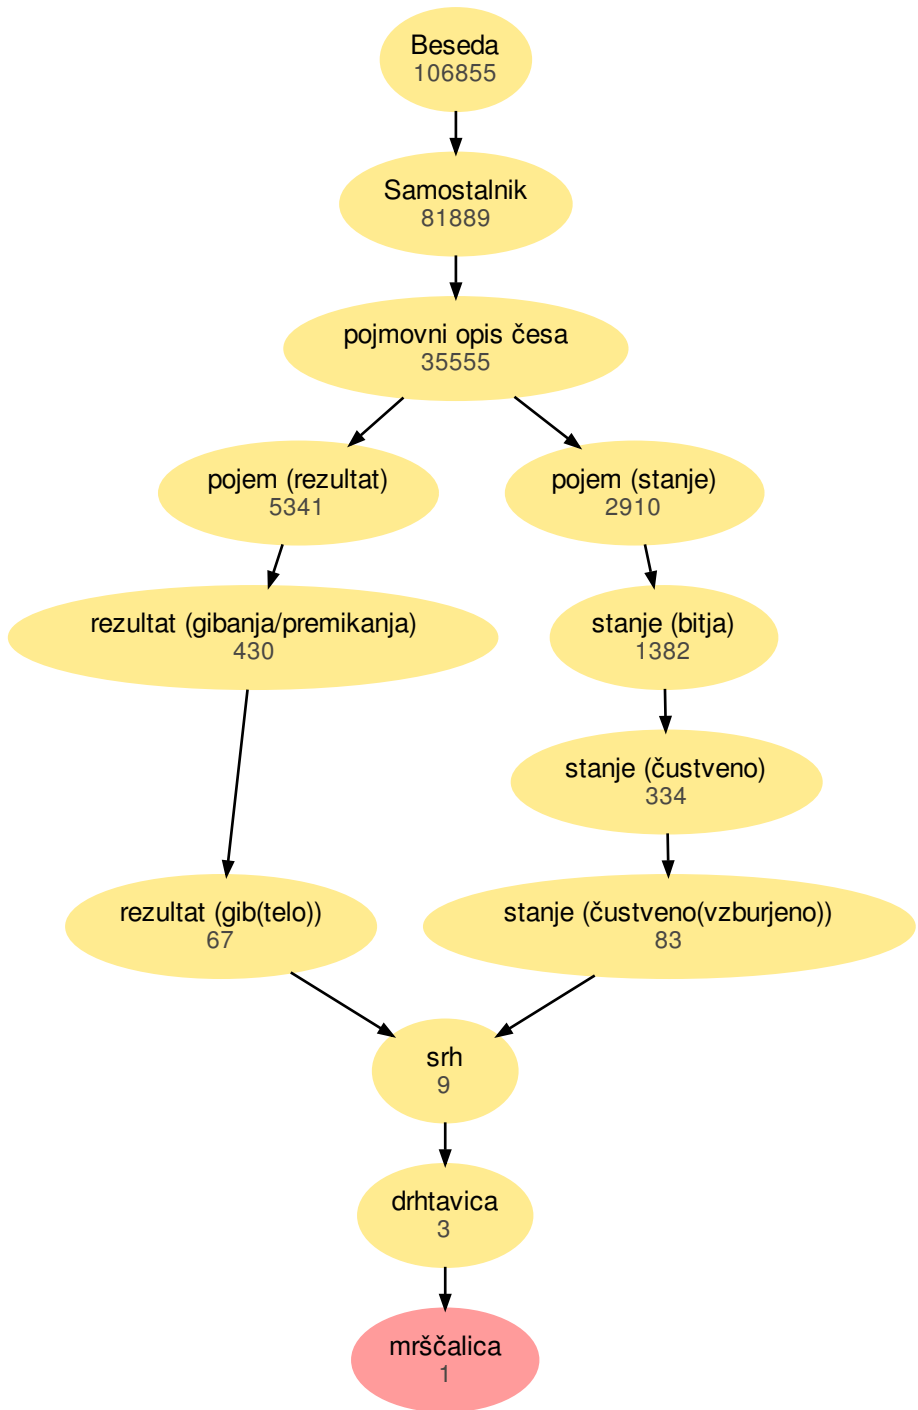 Beseda
106855
Samostalnik
81889
pojmovni opis česa
35555
pojem (rezultat)
5341
pojem (stanje)
2910
rezultat (gibanja/premikanja)
430
stanje (bitja)
1382
stanje (čustveno)
334
rezultat (gib(telo))
67
stanje (čustveno(vzburjeno))
83
srh
9
drhtavica
3
mrščalica
1